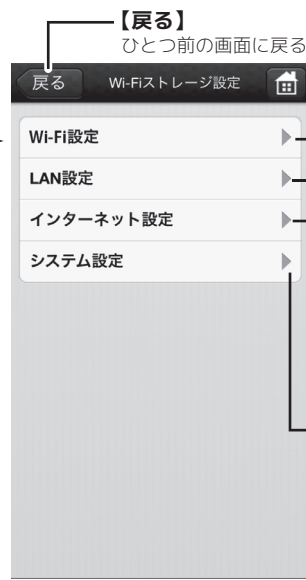 【戻る】
ひとつ前の画面に戻る
戻る
Wi-Fiストレージ設定
Wi-Fi設定
LAN設定
インターネット設定
システム設定